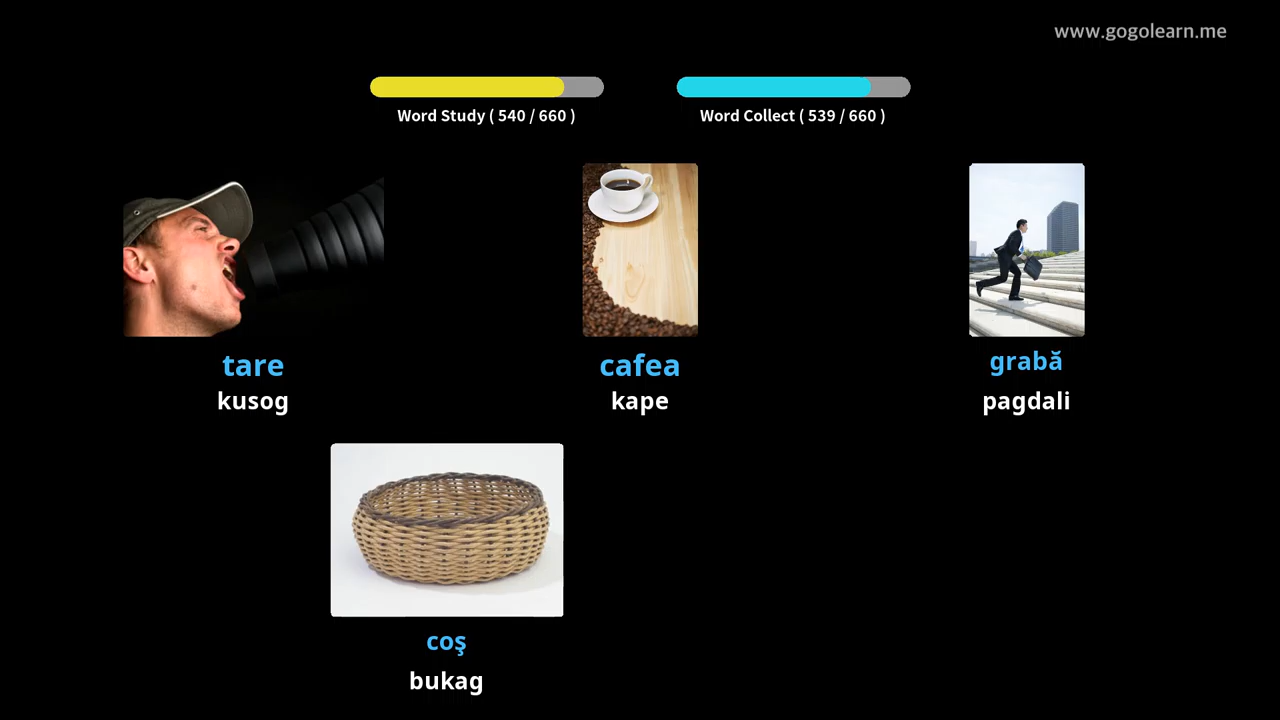 www.gogolearn.me
Word Study ( 540 / 660 )
Word Collect ( 539 / 660 )
tare
kusog
cafea
kape
grabă
pagdali
coş
bukag